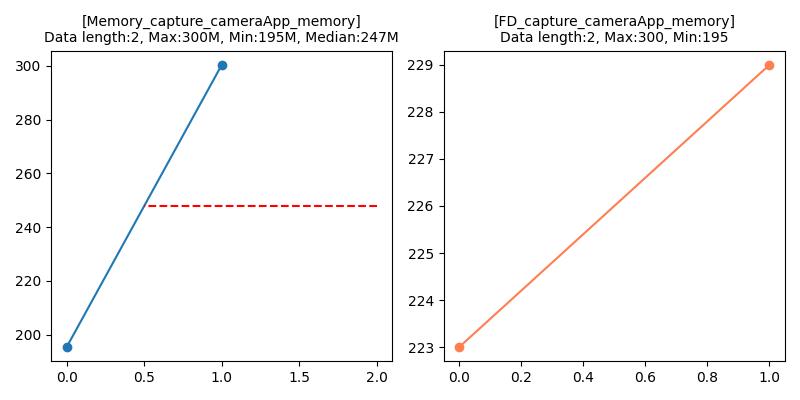 [Memory_capture_cameraApp_memory]
Data length:2, Max:300M, Min:195M, Median:247M
300
280
260
240
220
200
0.0 0.5 1.0 1.5 2.0
[FD_capture_cameraApp_memory]
Data length:2, Max:300, Min:195
229
228
227
226
225
224
223
0.0 0.2 0.4 0.6 0.8 1.0